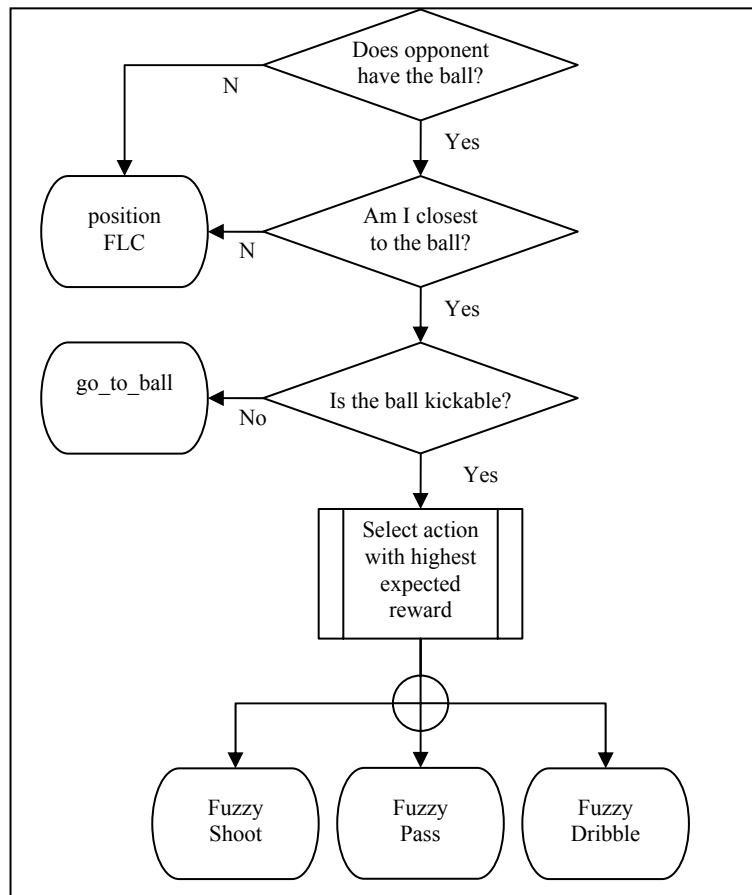 Does opponent
have the ball?
N
Yes
position
FLC
Am I closest
to the ball?
N
Yes
go_to_ball
Is the ball kickable?
No
Yes
Select action
with highest
expected
reward
Fuzzy
Shoot
Fuzzy
Pass
Fuzzy
Dribble